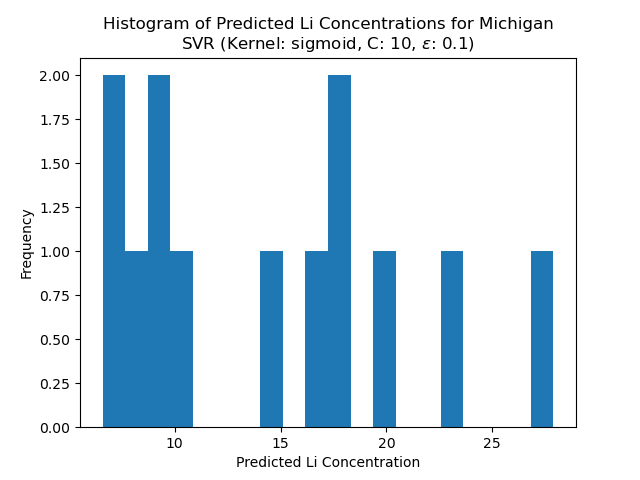 Histogram of Predicted Li Concentrations for Michigan
SVR (Kernel: sigmoid, C: 10, ε: 0.1)
2.00
1.75
1.50
1.25
1.00
0.75
0.50
0.25
0.00
Frequency
10 15 20 25
Predicted Li Concentration